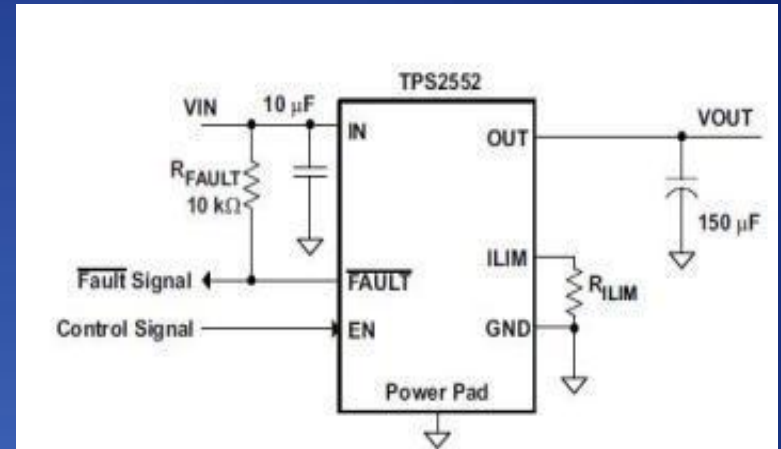 TPS2552
VIN
10 µF
IN
OUT
VOUT
RFAULT
10 kΩ
150 µF
ILIM
RILIM
Fault Signal
FAULT
Control Signal
EN
GND
Power Pad